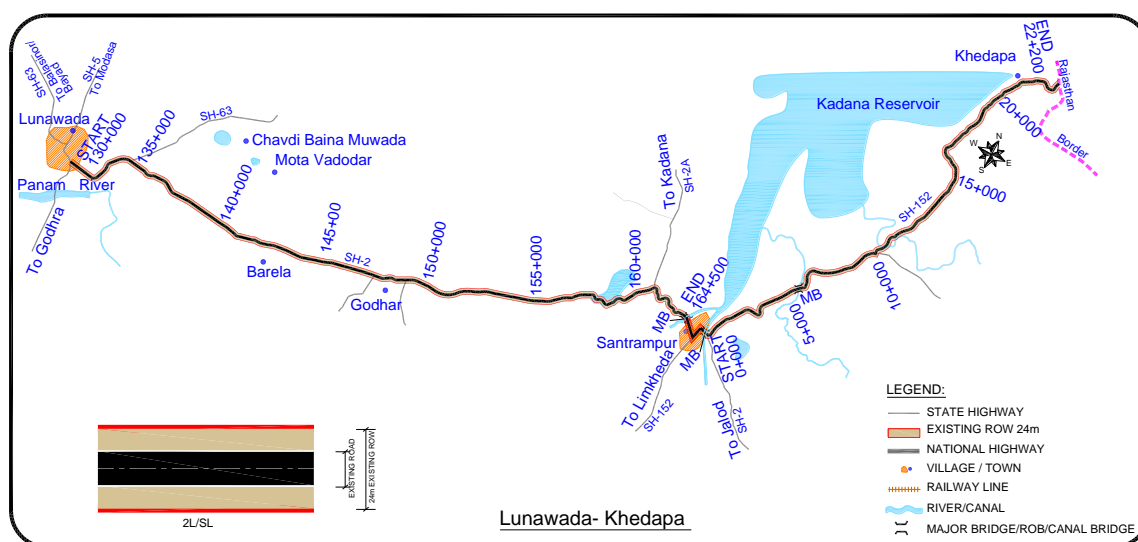 SH-63
To Balasinor/
Bayad
SH-5
To Modasa
Lunawada
START
130+000
135+000
SH-63
Chavdi Baina Muwada
Mota Vadodar
Panam River
To Godhra
140+000
Barela
145+00
SH-2
Godhar
150+000
155+000
160+000
To Kadana
SH-2A
END
164+500
MB
Santrampur
MB
START
0+000
To Limkheda
SH-152
To Jalod
SH-2
5+000
MB
10+000
SH-152
15+000
20+000
Kadana Reservoir
Khedapa
END
22+200
Rajasthan
Border
N
W
E
S
EXISTING ROAD
24m EXISTING ROW
2L/SL
Lunawada- Khedapa
LEGEND:
STATE HIGHWAY
EXISTING ROW 24m
NATIONAL HIGHWAY
VILLAGE / TOWN
RAILWAY LINE
RIVER/CANAL
MAJOR BRIDGE/ROB/CANAL BRIDGE